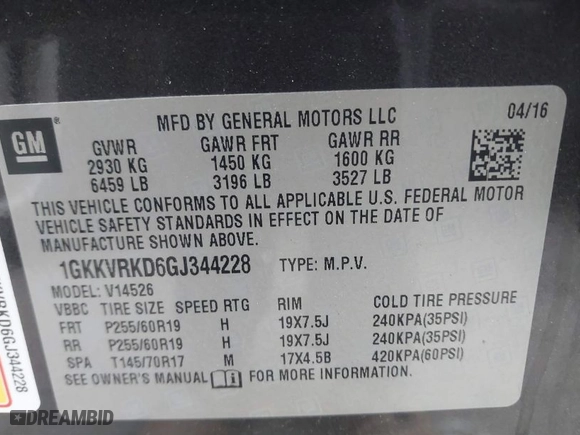 MFD BY GENERAL MOTORS LLC 04/16
GM
GVWR GAWR FRT GAWR RR
2930 KG 1450 KG 1600 KG
6459 LB 3196 LB 3527 LB
THIS VEHICLE CONFORMS TO ALL APPLICABLE U.S. FEDERAL MOTOR
VEHICLE SAFETY STANDARDS IN EFFECT ON THE DATE OF
MANUFACTURE SHOWN ABOVE.
1GKKVRKD6GJ344228 TYPE: M.P.V.
MODEL: V14526
VBBC TIRE SIZE SPEED RTG RIM COLD TIRE PRESSURE
FRT P255/60R19 H 19X7.5J 240KPA(35PSI)
RR P255/60R19 H 19X7.5J 240KPA(35PSI)
SPA T145/70R17 M 17X4.5B 420KPA(60PSI)
SEE OWNER'S MANUAL i FOR MORE INFORMATION.
VRKD6GJ344228
DREAMBID